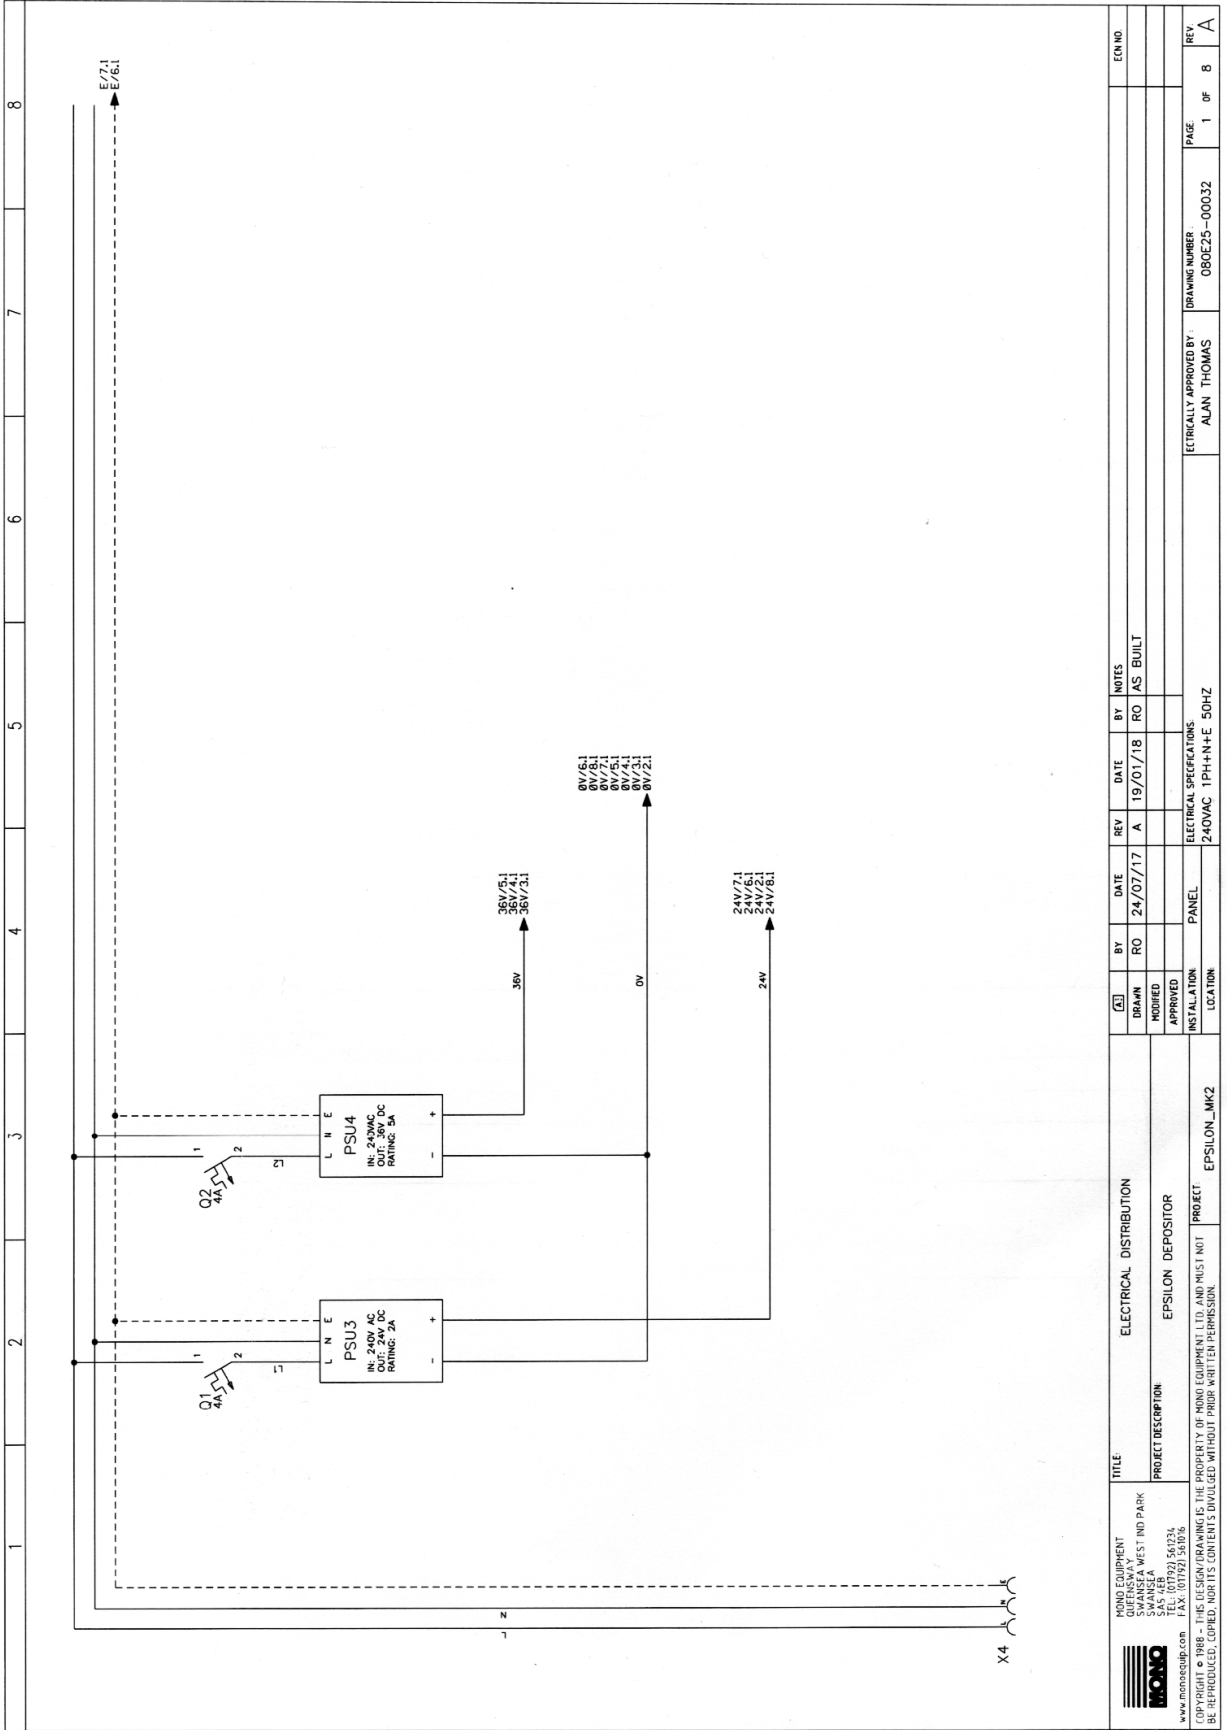 1 2 3 4 5 6 7 8
E/7.1
E/6.1
Q1
4A
1
2
L1
Q2
4A
1
2
L2
L N E
PSU3
IN: 240V AC
OUT: 24V DC
RATING: 2A
- +
L N E
PSU4
IN: 240VAC
OUT: 36V DC
RATING: 5A
- +
36V
36V/5.1
36V/4.1
36V/3.1
0V
0V/6.1
0V/8.1
0V/7.1
0V/5.1
0V/4.1
0V/3.1
0V/2.1
24V
24V/7.1
24V/6.1
24V/2.1
24V/8.1
L
N
X4
L N E
MONO
MONO EQUIPMENT
QUEENSWAY
SWANSEA WEST IND PARK
SWANSEA
SA5 4EB
TEL: (01792) 561234
FAX: (01792) 561016
www.monoequip.com
TITLE:
ELECTRICAL DISTRIBUTION
PROJECT DESCRIPTION:
EPSILON DEPOSITOR
COPYRIGHT © 1988 - THIS DESIGN/DRAWING IS THE PROPERTY OF MONO EQUIPMENT LTD. AND MUST NOT
BE REPRODUCED, COPIED, NOR ITS CONTENTS DIVULGED WITHOUT PRIOR WRITTEN PERMISSION.
PROJECT:
EPSILON_MK2
BY DATE REV DATE BY NOTES ECN NO.
DRAWN RO 24/07/17 A 19/01/18 RO AS BUILT
MODIFIED
APPROVED
INSTALLATION: PANEL
LOCATION:
ELECTRICAL SPECIFICATIONS:
240VAC 1PH+N+E 50HZ
ECTRICALLY APPROVED BY :
ALAN THOMAS
DRAWING NUMBER :
080E25-00032
PAGE:
1 OF 8
REV:
A